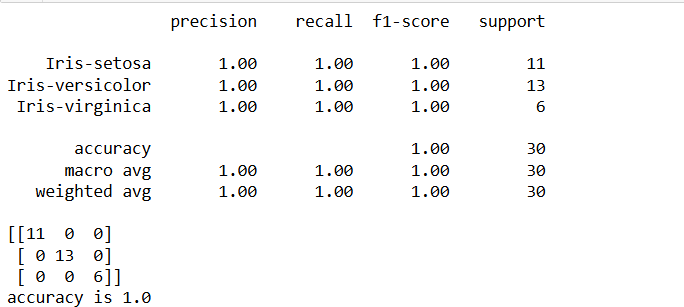 precision recall f1-score support
Iris-setosa 1.00 1.00 1.00 11
Iris-versicolor 1.00 1.00 1.00 13
Iris-virginica 1.00 1.00 1.00 6
accuracy 1.00 30
macro avg 1.00 1.00 1.00 30
weighted avg 1.00 1.00 1.00 30
[[11 0 0]
[ 0 13 0]
[ 0 0 6]]
accuracy is 1.0